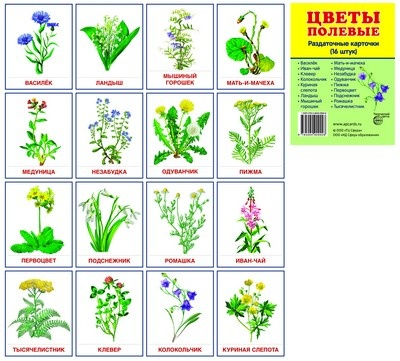 ВАСИЛЁК
ЛАНДЫШ
МЫШИНЫЙ
ГОРОШЕК
МАТЬ-И-МАЧЕХА
МЕДУНИЦА
НЕЗАБУДКА
ОДУВАНЧИК
ПИЖМА
ПЕРВОЦВЕТ
ПОДСНЕЖНИК
РОМАШКА
ИВАН-ЧАЙ
ТЫСЯЧЕЛИСТНИК
КЛЕВЕР
КОЛОКОЛЬЧИК
КУРИНАЯ СЛЕПОТА
ЦВЕТЫ
ПОЛЕВЫЕ
Раздаточные карточки
(16 штук)
• Василёк
• Иван-чай
• Клевер
• Колокольчик
• Куриная
слепота
• Ландыш
• Мышиный
горошек
• Мать-и-мачеха
• Медуница
• Незабудка
• Одуванчик
• Пижма
• Первоцвет
• Подснежник
• Ромашка
• Тысячелистник